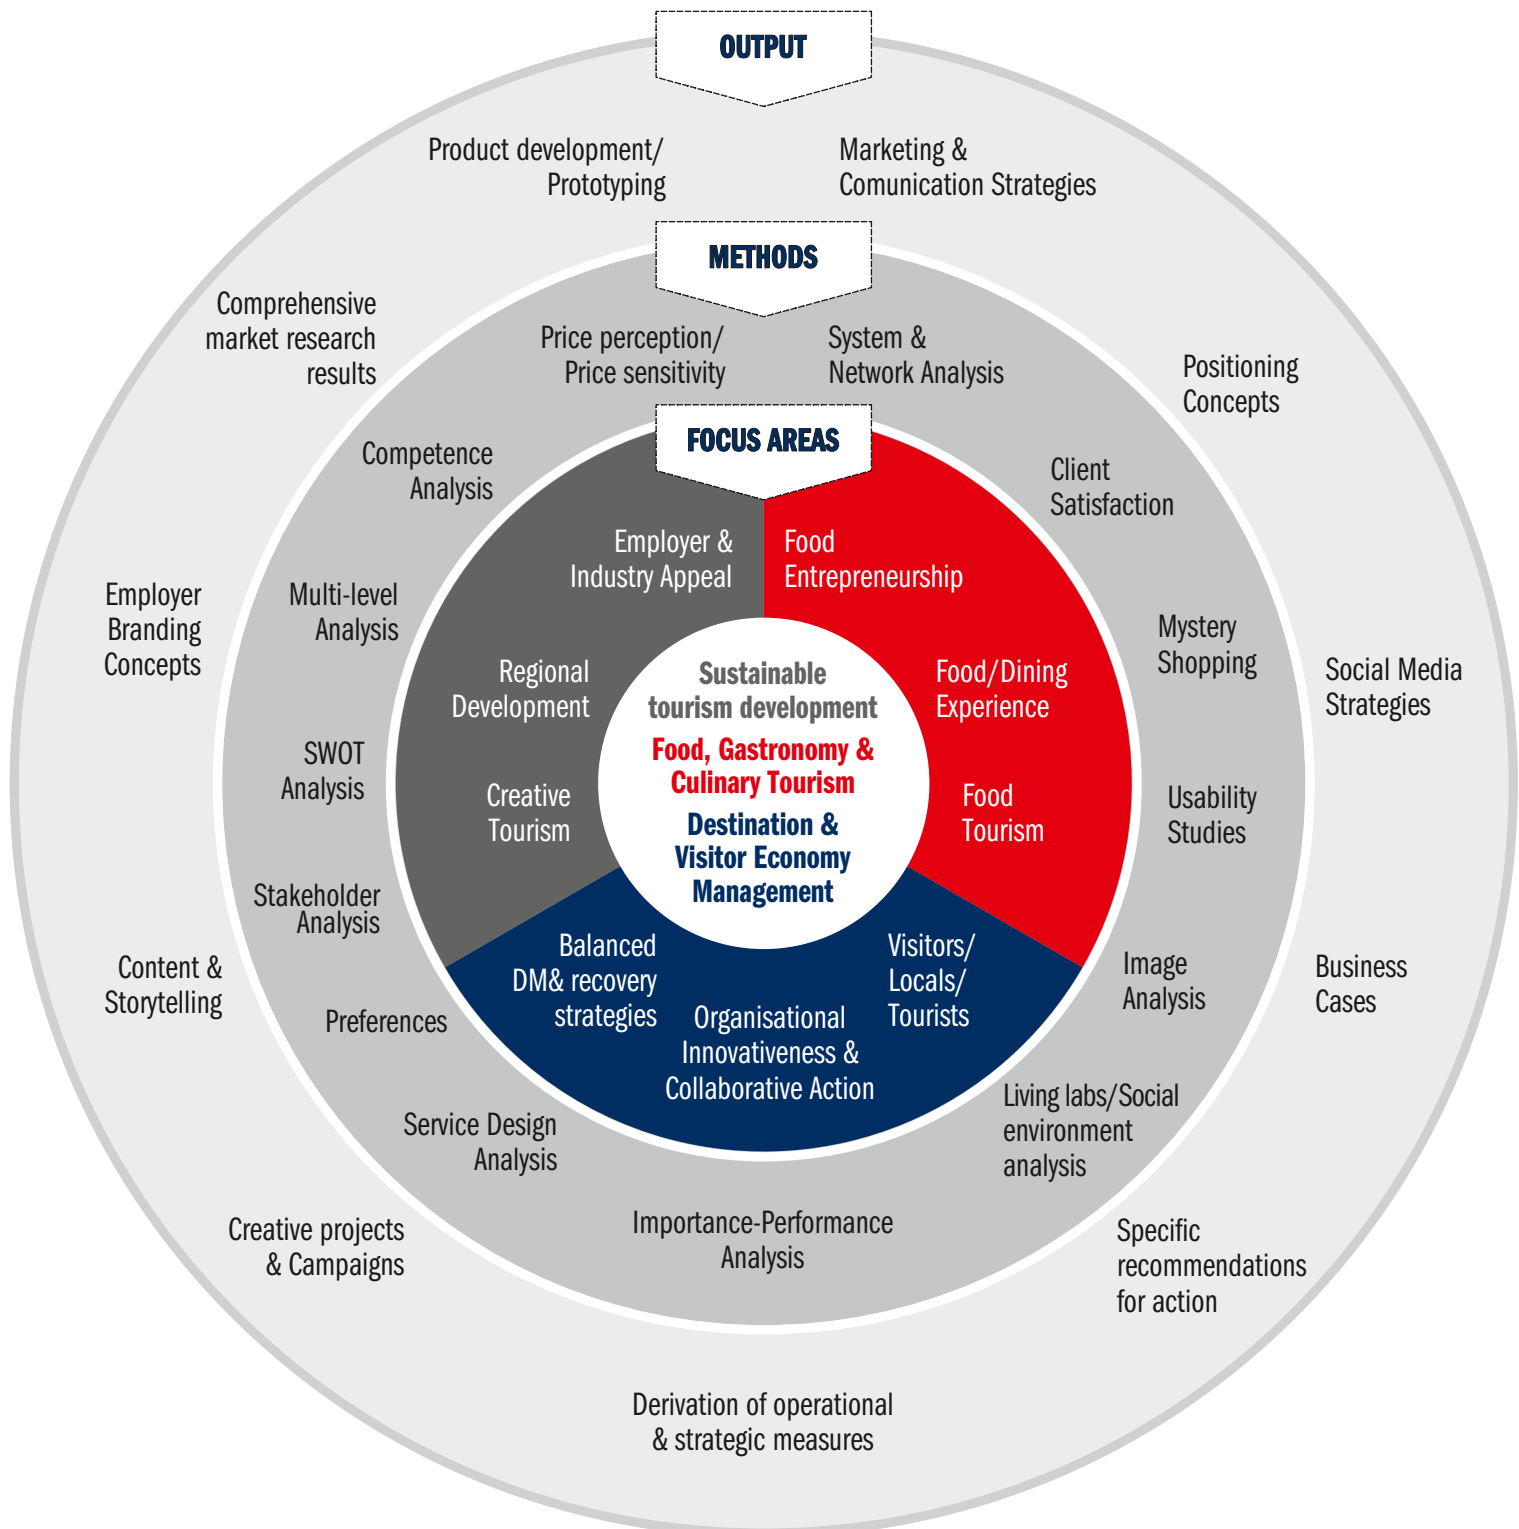 OUTPUT
Product development/
Prototyping
Marketing &
Comunication Strategies
Comprehensive
market research
results
Positioning
Concepts
Employer
Branding
Concepts
Social Media
Strategies
Content &
Storytelling
Business
Cases
Creative projects
& Campaigns
Specific
recommendations
for action
Derivation of operational
& strategic measures
METHODS
Price perception/
Price sensitivity
System &
Network Analysis
Competence
Analysis
Client
Satisfaction
Multi-level
Analysis
Mystery
Shopping
SWOT
Analysis
Usability
Studies
Stakeholder
Analysis
Image
Analysis
Preferences
Living labs/Social
environment
analysis
Service Design
Analysis
Importance-Performance
Analysis
FOCUS AREAS
Employer &
Industry Appeal
Food
Entrepreneurship
Regional
Development
Food/Dining
Experience
Creative
Tourism
Food
Tourism
Balanced
DM& recovery
strategies
Organisational
Innovativeness &
Collaborative Action
Visitors/
Locals/
Tourists
Sustainable
tourism development
Food, Gastronomy &
Culinary Tourism
Destination &
Visitor Economy
Management